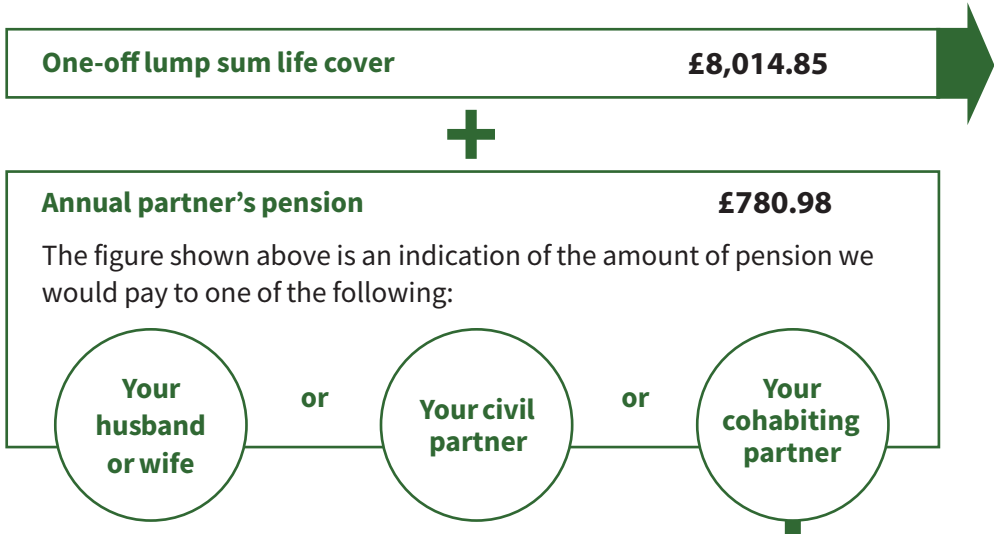 One-off lump sum life cover £8,014.85
+
Annual partner’s pension £780.98
The figure shown above is an indication of the amount of pension we
would pay to one of the following:
Your
husband
or wife
or
Your civil
partner
or
Your
cohabiting
partner